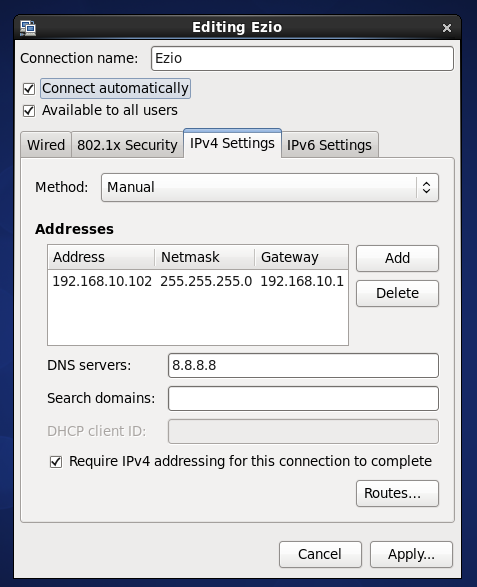 Editing Ezio
Connection name: Ezio
Connect automatically
Available to all users
Wired 802.1x Security IPv4 Settings IPv6 Settings
Method: Manual
Addresses
Address Netmask Gateway
192.168.10.102 255.255.255.0 192.168.10.1
Add
Delete
DNS servers: 8.8.8.8
Search domains:
DHCP client ID:
Require IPv4 addressing for this connection to complete
Routes...
Cancel Apply...